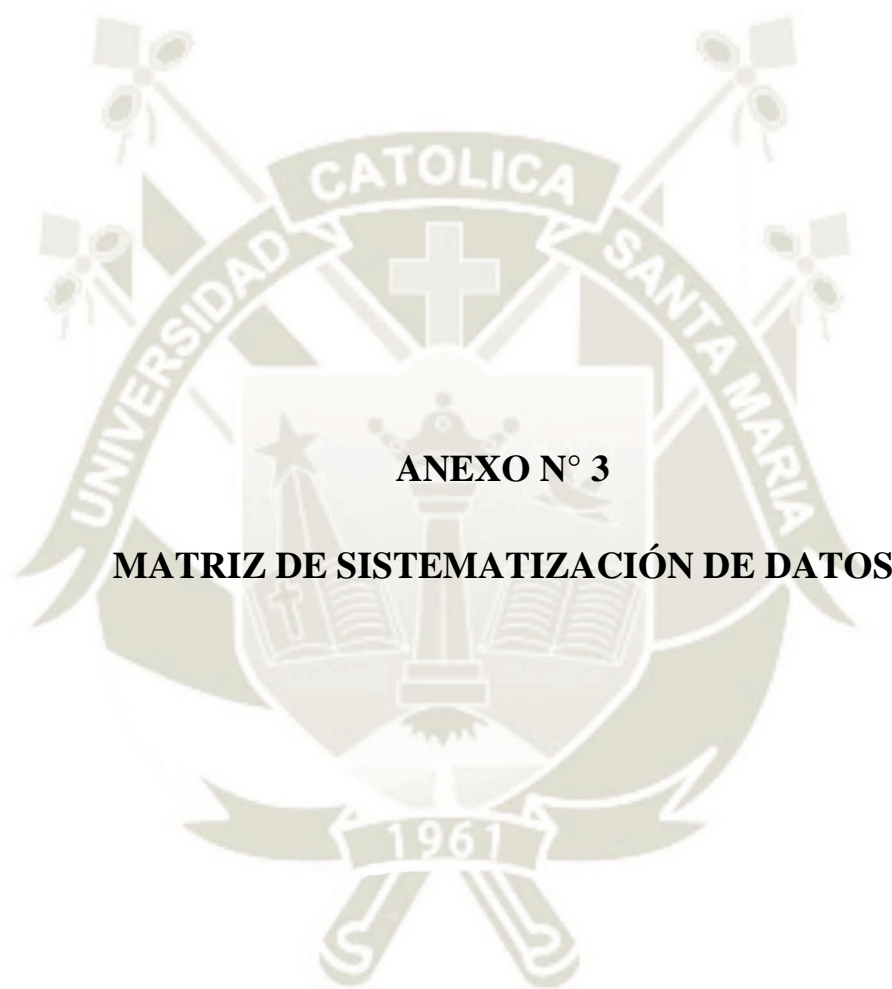 CATOLICA
UNIVERSIDAD
SANTA MARIA
ANEXO N° 3
MATRIZ DE SISTEMATIZACIÓN DE DATOS
1961